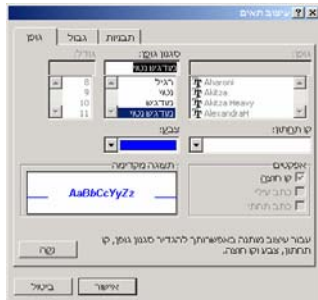 עיצוב תאים
גופן
גבול
תבניות
גופן:
סגנון גופן:
גודל:
מודגש נטוי
Aharoni
Akitza
Akitza Heavy
AlexandraH
רגיל
נטוי
מודגש
מודגש נטוי
8
9
10
11
קו תחתון:
צבע:
אפקטים
קו חוצה
כתב עילי
כתב תחתי
תצוגה מקדימה
AaBbCcYyZz
עבור עיצוב מותנה באפשרותך להגדיר סגנון גופן, קו
תחתון, צבע וקו חוצה.
נקה
אישור
ביטול